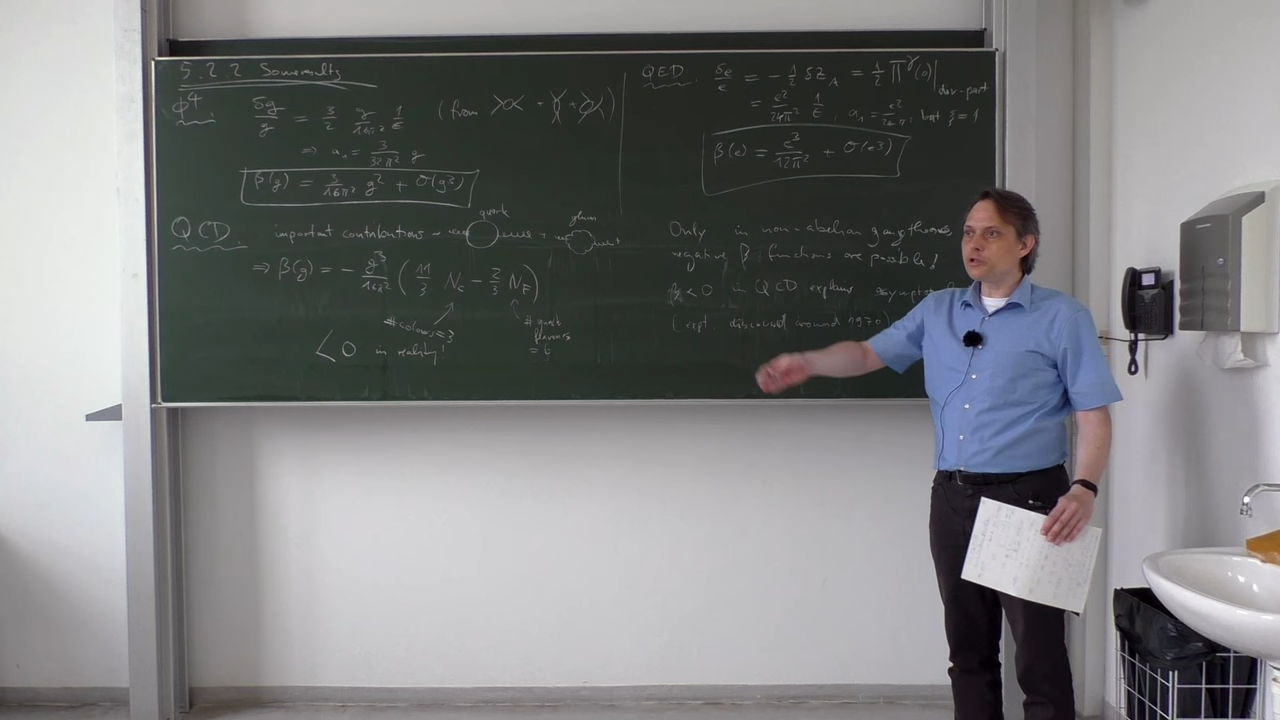 5.2.2 Some results
φ⁴. δg/g = 3/2 g/16π² 1/ε (from + + )
⇒ a₁ = 3/32π² g
β(g) = 3/16π² g² + O(g³)
QCD. important contributions quark + gluon
⇒ β(g) = - g³/16π² (11/3 N_c - 2/3 N_F)
# colours = 3
# quark flavours = 6
< 0 in reality!
QED. δe/e = - 1/2 δZ_A = 1/2 Π^γ(0)|div-part
= e²/24π² 1/ε, a₁ = e²/24π², but ξ = 1
β(e) = e³/12π² + O(e³)
Only in non-abelian gauge theories,
negative β functions are possible!
β < 0 in QCD explains
(expt. discovered around 1970)